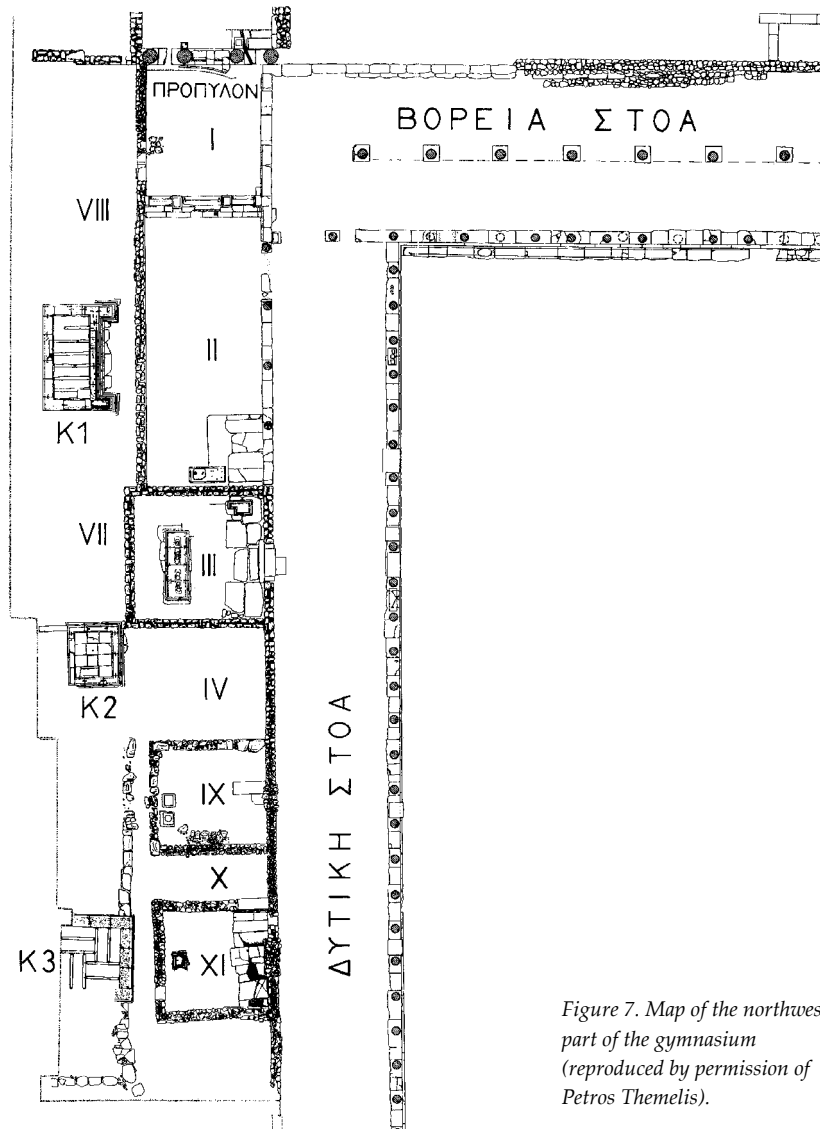 ΠΡΟΠΥΛΟΝ
I
ΒΟΡΕΙΑ ΣΤΟΑ
VIII
II
K1
VII
III
IV
K2
IX
X
K3
XI
ΔΥΤΙΚΗ ΣΤΟΑ
Figure 7. Map of the northwes
part of the gymnasium
(reproduced by permission of
Petros Themelis).